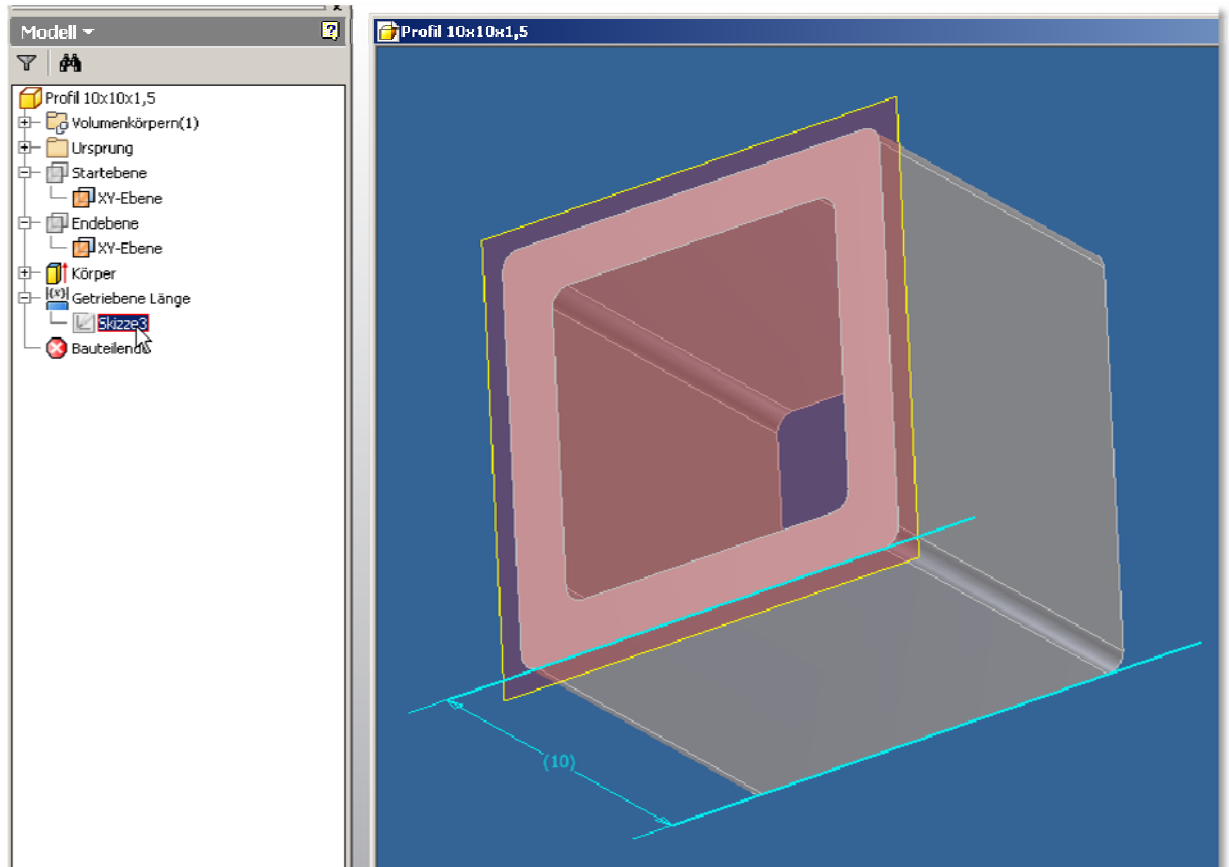 Modell
Profil 10x10x1,5
Profil 10x10x1,5
Volumenkörpern(1)
Ursprung
Startebene
XY-Ebene
Endebene
XY-Ebene
Körper
Getriebene Länge
Skizze3
Bauteilende
(10)